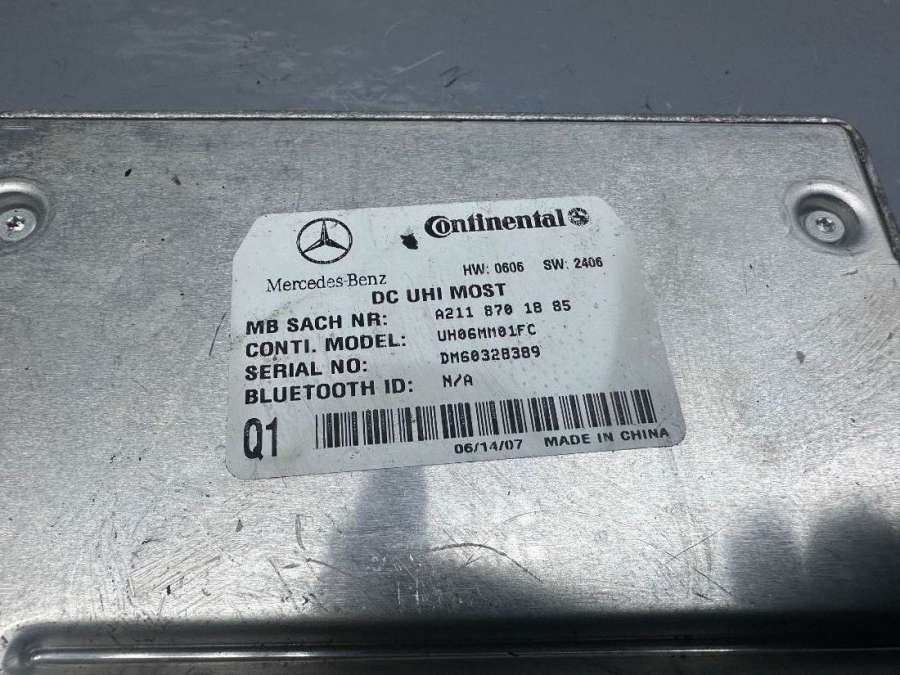 Mercedes-Benz
Continental
HW: 0606 SW: 2406
DC UHI MOST
MB SACH NR: A211 870 18 85
CONTI. MODEL: UH06MM01FC
SERIAL NO: DM60328389
BLUETOOTH ID: N/A
Q1
06/14/07 MADE IN CHINA